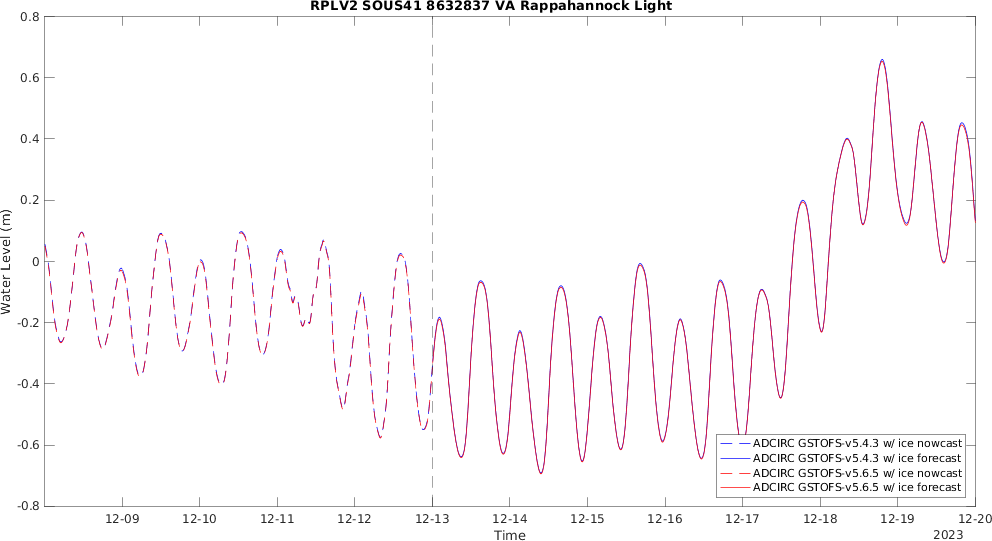 RPLV2 SOUS41 8632837 VA Rappahannock Light
0.8
0.6
0.4
0.2
0
-0.2
-0.4
-0.6
-0.8
Water Level (m)
ADCIRC GSTOFS-v5.4.3 w/ ice nowcast
ADCIRC GSTOFS-v5.4.3 w/ ice forecast
ADCIRC GSTOFS-v5.6.5 w/ ice nowcast
ADCIRC GSTOFS-v5.6.5 w/ ice forecast
12-09 12-10 12-11 12-12 12-13 12-14 12-15 12-16 12-17 12-18 12-19 12-20
Time
2023